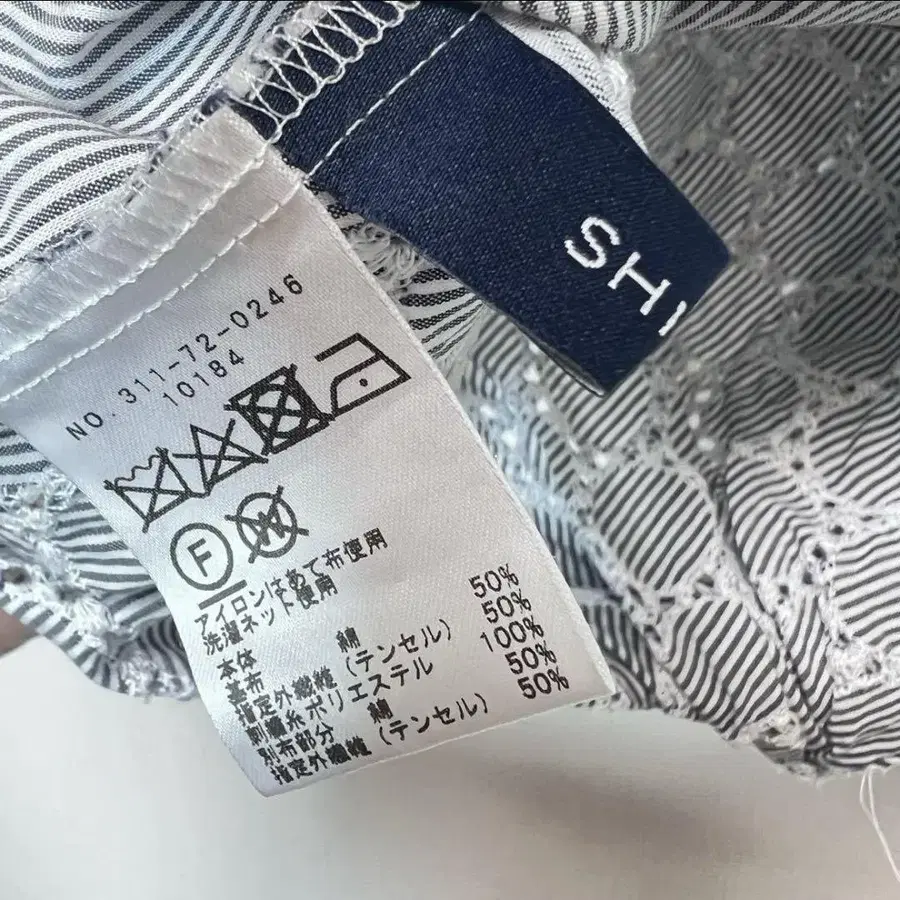 SHI
NO. 311-72-0246
10184
F
W
アイロンはあて布使用
洗濯ネット使用
本体
基布 綿 50%
指定外繊維(テンセル) 50%
刺繍糸ポリエステル 100%
別布部分 綿 50%
指定外繊維(テンセル) 50%